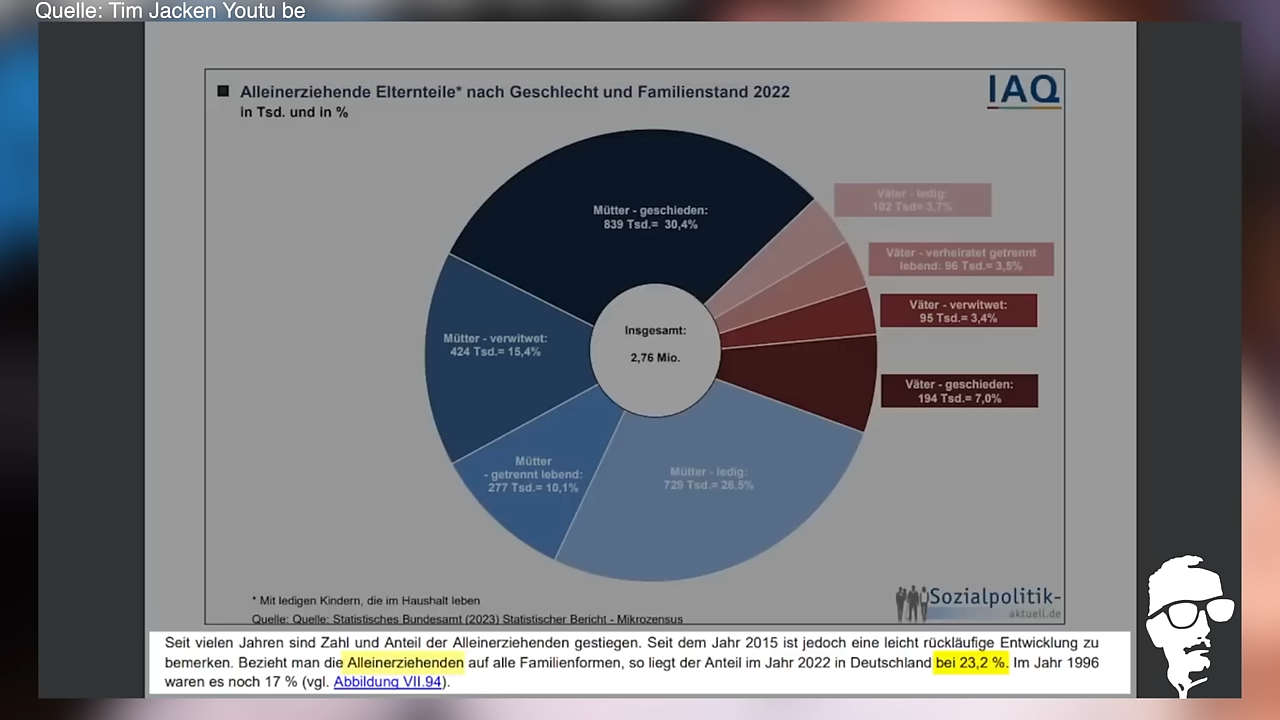 Quelle: Tim Jacken Youtu be
Alleinerziehende Elternteile* nach Geschlecht und Familienstand 2022
in Tsd. und in %
IAQ
Mütter - geschieden:
839 Tsd.= 30,4%
Väter - ledig:
102 Tsd= 3,7%
Väter - verheiratet getrennt
lebend: 96 Tsd.= 3,5%
Väter - verwitwet:
95 Tsd.= 3,4%
Väter - geschieden:
194 Tsd.= 7,0%
Insgesamt:
2,76 Mio.
Mütter - verwitwet:
424 Tsd.= 15,4%
Mütter
- getrennt lebend:
277 Tsd.= 10,1%
Mütter - ledig:
729 Tsd.= 26,5%
* Mit ledigen Kindern, die im Haushalt leben
Quelle: Quelle: Statistisches Bundesamt (2023) Statistischer Bericht - Mikrozensus
Sozialpolitik-
aktuell.de
Seit vielen Jahren sind Zahl und Anteil der Alleinerziehenden gestiegen. Seit dem Jahr 2015 ist jedoch eine leicht rückläufige Entwicklung zu
bemerken. Bezieht man die Alleinerziehenden auf alle Familienformen, so liegt der Anteil im Jahr 2022 in Deutschland bei 23,2 %. Im Jahr 1996
waren es noch 17 % (vgl. Abbildung VII.94).